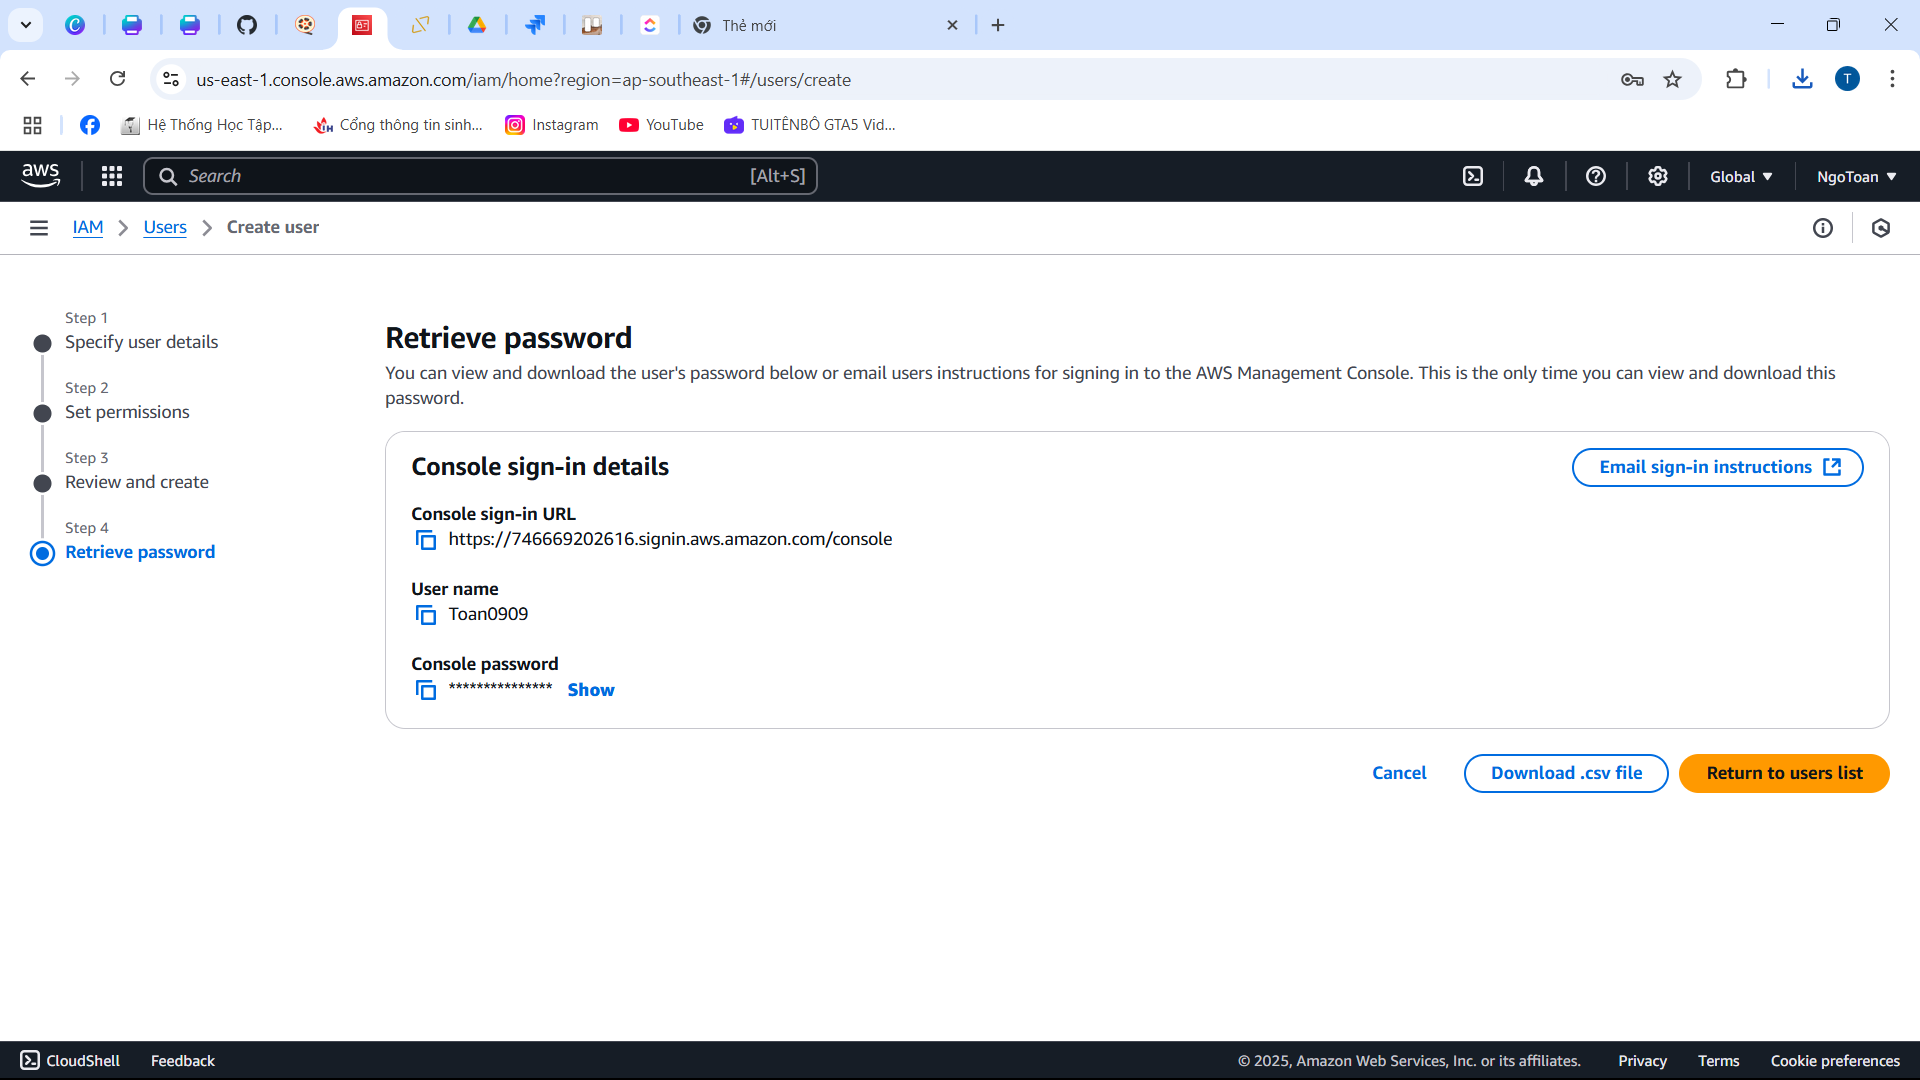 Thẻ mới
us-east-1.console.aws.amazon.com/iam/home?region=ap-southeast-1#/users/create
T
Hệ Thống Học Tập...
Cổng thông tin sinh...
Instagram
YouTube
TUITÊNBÔ GTA5 Vid...
aws
Search
[Alt+S]
Global
NgoToan
IAM
Users
Create user
Step 1
Specify user details
Step 2
Set permissions
Step 3
Review and create
Step 4
Retrieve password
Retrieve password
You can view and download the user's password below or email users instructions for signing in to the AWS Management Console. This is the only time you can view and download this
password.
Console sign-in details
Email sign-in instructions
Console sign-in URL
https://746669202616.signin.aws.amazon.com/console
User name
Toan0909
Console password
*************** Show
Cancel
Download .csv file
Return to users list
CloudShell
Feedback
© 2025, Amazon Web Services, Inc. or its affiliates.
Privacy
Terms
Cookie preferences